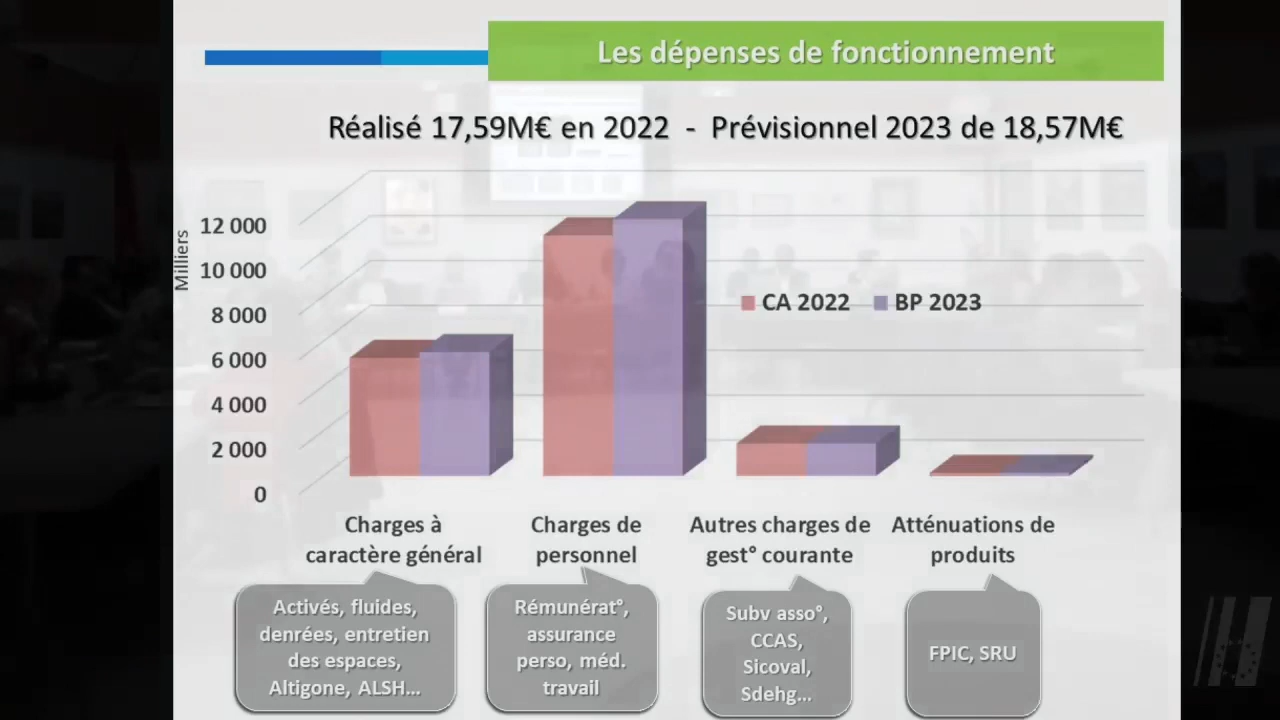 Les dépenses de fonctionnement
Réalisé 17,59M€ en 2022 - Prévisionnel 2023 de 18,57M€
Milliers
12 000
10 000
8 000
6 000
4 000
2 000
0
CA 2022
BP 2023
Charges à
caractère général
Charges de
personnel
Autres charges de
gest° courante
Atténuations de
produits
Activés, fluides,
denrées, entretien
des espaces,
Altigone, ALSH...
Rémunérat°,
assurance
perso, méd.
travail
Subv asso°,
CCAS,
Sicoval,
Sdehg...
FPIC, SRU